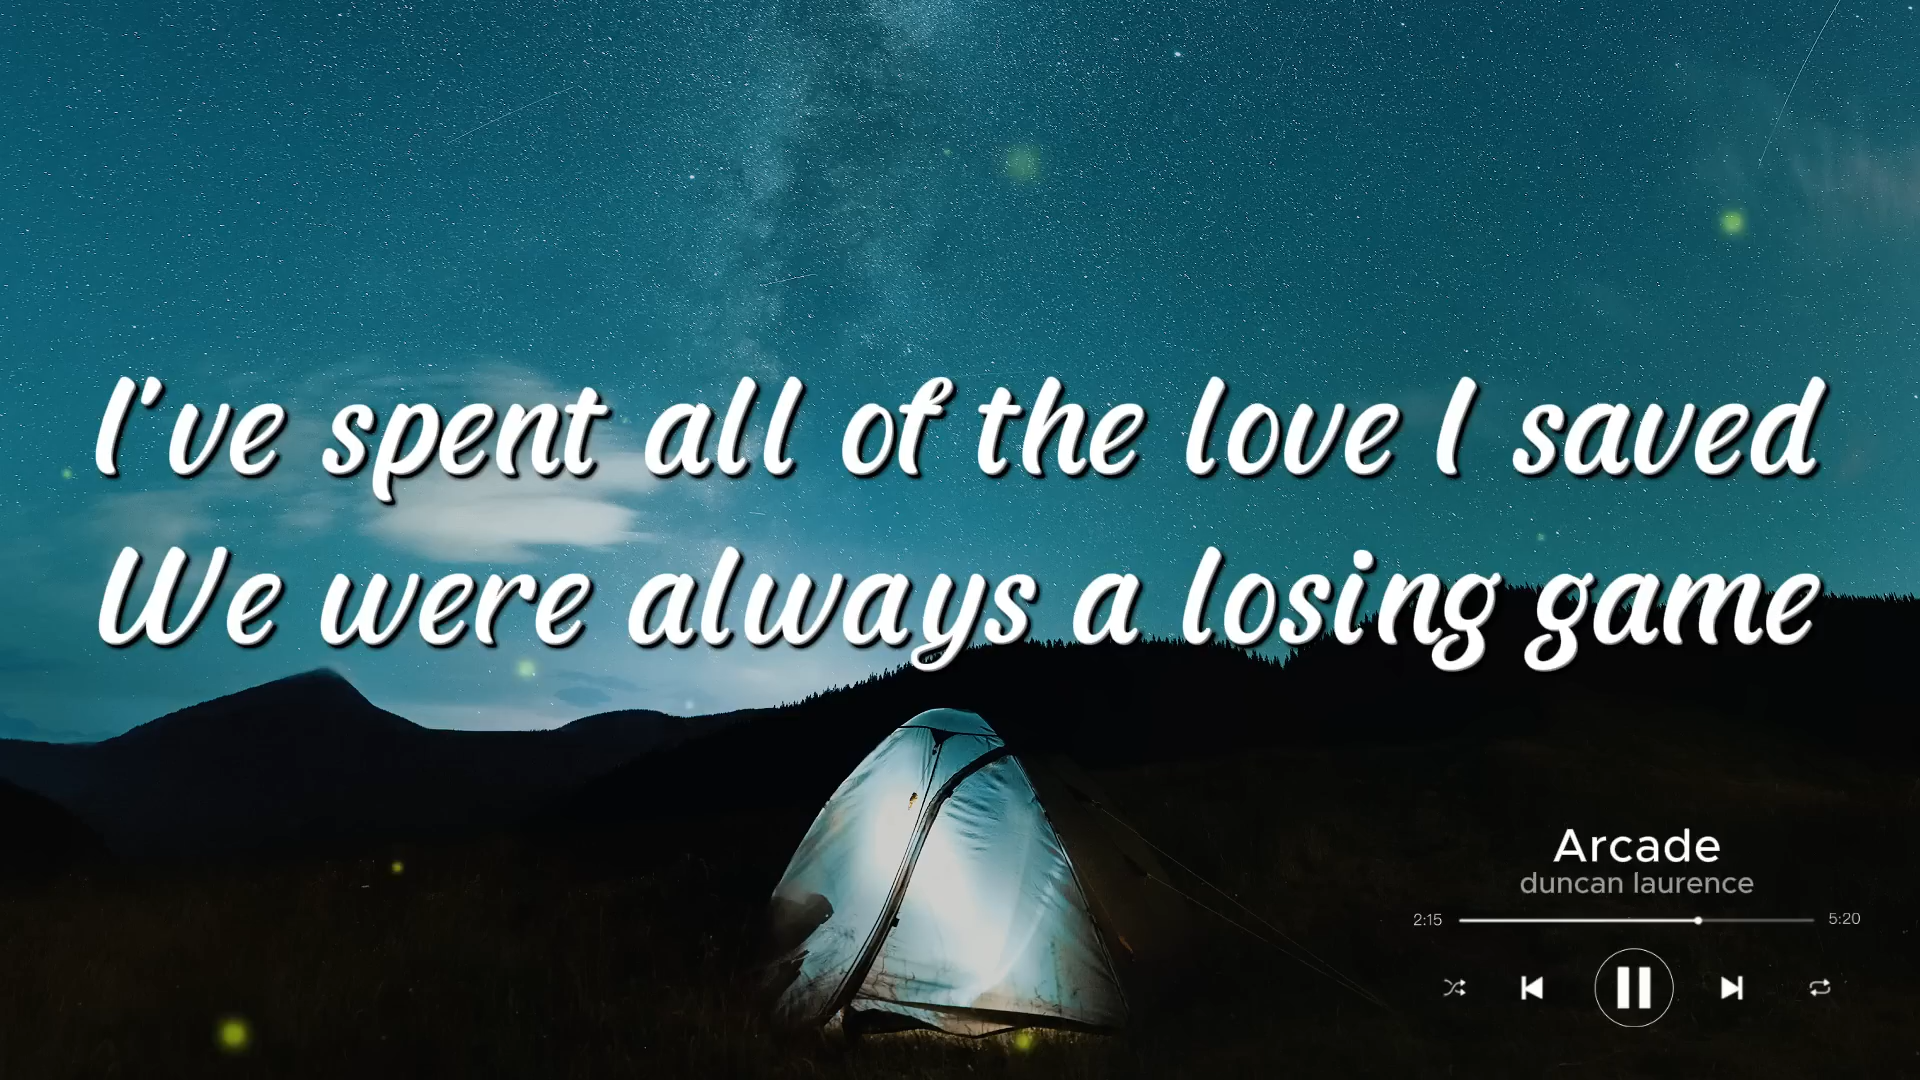 I've spent all of the love I saved
We were always a losing game
Arcade
duncan laurence
2:15
5:20